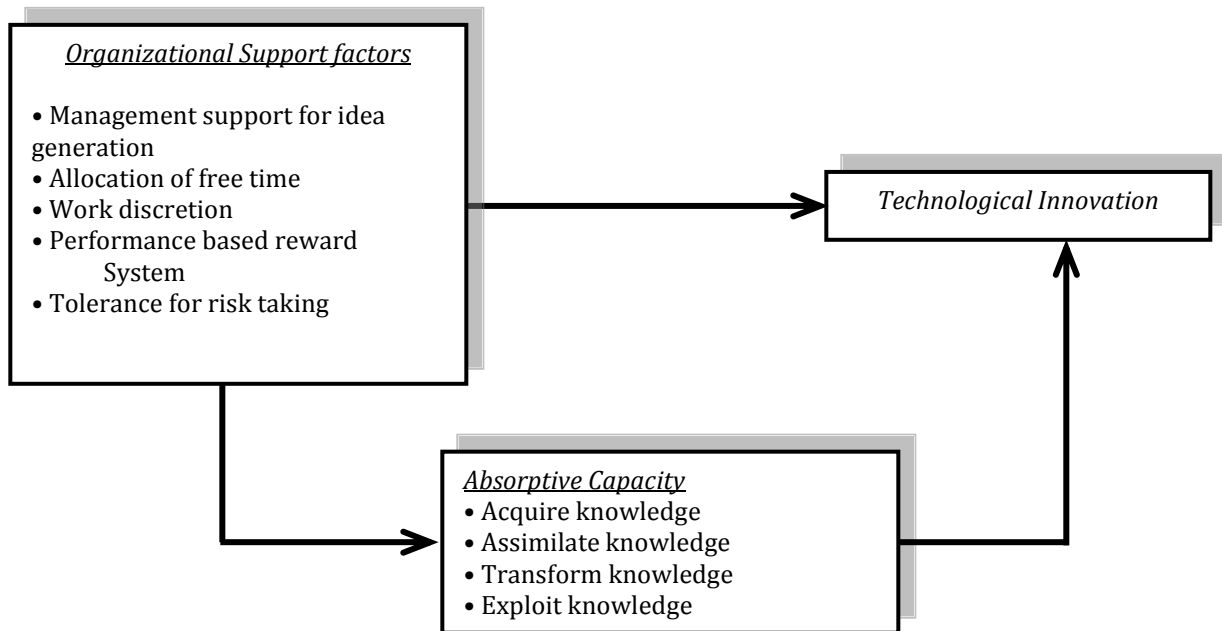 Organizational Support factors
• Management support for idea
generation
• Allocation of free time
• Work discretion
• Performance based reward
System
• Tolerance for risk taking
Technological Innovation
Absorptive Capacity
• Acquire knowledge
• Assimilate knowledge
• Transform knowledge
• Exploit knowledge